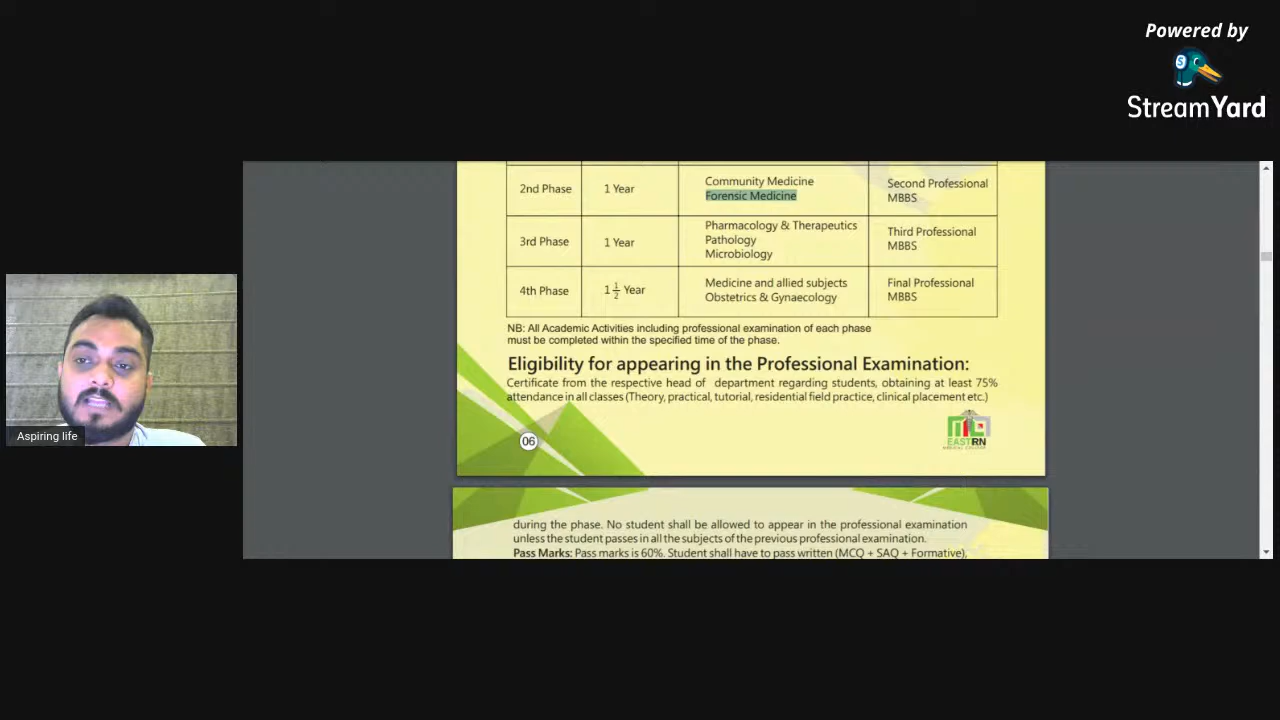 Powered by
StreamYard
2nd Phase
1 Year
Community Medicine
Forensic Medicine
Second Professional
MBBS
3rd Phase
1 Year
Pharmacology & Therapeutics
Pathology
Microbiology
Third Professional
MBBS
4th Phase
1 1/2 Year
Medicine and allied subjects
Obstetrics & Gynaecology
Final Professional
MBBS
NB: All Academic Activities including professional examination of each phase
must be completed within the specified time of the phase.
Eligibility for appearing in the Professional Examination:
Certificate from the respective head of department regarding students, obtaining at least 75%
attendance in all classes (Theory, practical, tutorial, residential field practice, clinical placement etc.)
06
EASTRN
MEDICAL COLLEGE
Aspiring life
during the phase. No student shall be allowed to appear in the professional examination
unless the student passes in all the subjects of the previous professional examination.
Pass Marks: Pass marks is 60%. Student shall have to pass written (MCQ + SAQ + Formative),